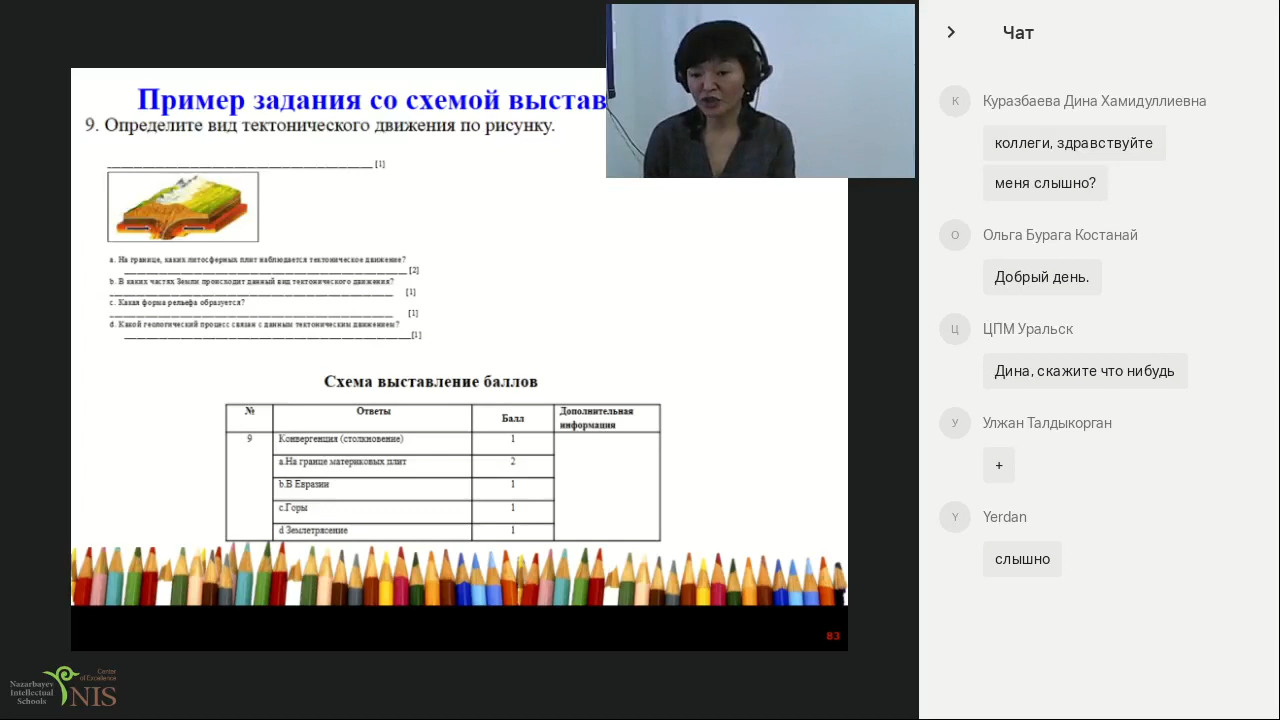 Пример задания со схемой выстав
9. Определите вид тектонического движения по рисунку.
[1]
а. На границе, каких литосферных плит наблюдается тектоническое движение?
[2]
b. В каких частях Земли происходит данный вид тектонического движения?
[1]
с. Какая форма рельефа образуется?
[1]
d. Какой геологический процесс связан с данным тектоническим движением?
[1]
Схема выставление баллов
№ Ответы Балл Дополнительная информация
9 Конвергенция (столкновение) 1
а.На грaнце материковых плит 2
b.В Евразии 1
с.Горы 1
d Землетрясение 1
83
Nazarbayev
Intellectual
Schools
Center
of Excellence
NIS
Чат
К Куразбаева Дина Хамидуллиевна
коллеги, здравствуйте
меня слышно?
О Ольга Бурага Костанай
Добрый день.
Ц ЦПМ Уральск
Дина, скажите что нибудь
У Улжан Талдыкорган
+
Y Yerdan
слышно